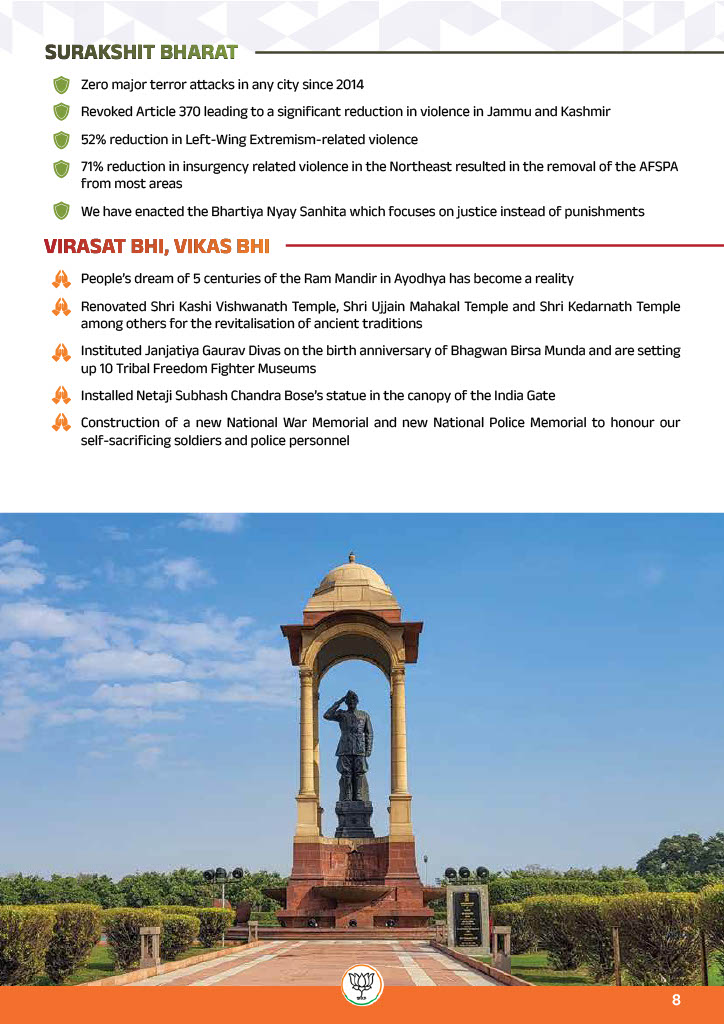 SURAKSHIT BHARAT
Zero major terror attacks in any city since 2014
Revoked Article 370 leading to a significant reduction in violence in Jammu and Kashmir
52% reduction in Left-Wing Extremism-related violence
71% reduction in insurgency related violence in the Northeast resulted in the removal of the AFSPA
from most areas
We have enacted the Bhartiya Nyay Sanhita which focuses on justice instead of punishments
VIRASAT BHI, VIKAS BHI
People's dream of 5 centuries of the Ram Mandir in Ayodhya has become a reality
Renovated Shri Kashi Vishwanath Temple, Shri Ujjain Mahakal Temple and Shri Kedarnath Temple
among others for the revitalisation of ancient traditions
Instituted Janjatiya Gaurav Divas on the birth anniversary of Bhagwan Birsa Munda and are setting
up 10 Tribal Freedom Fighter Museums
Installed Netaji Subhash Chandra Bose's statue in the canopy of the India Gate
Construction of a new National War Memorial and new National Police Memorial to honour our
self-sacrificing soldiers and police personnel
8